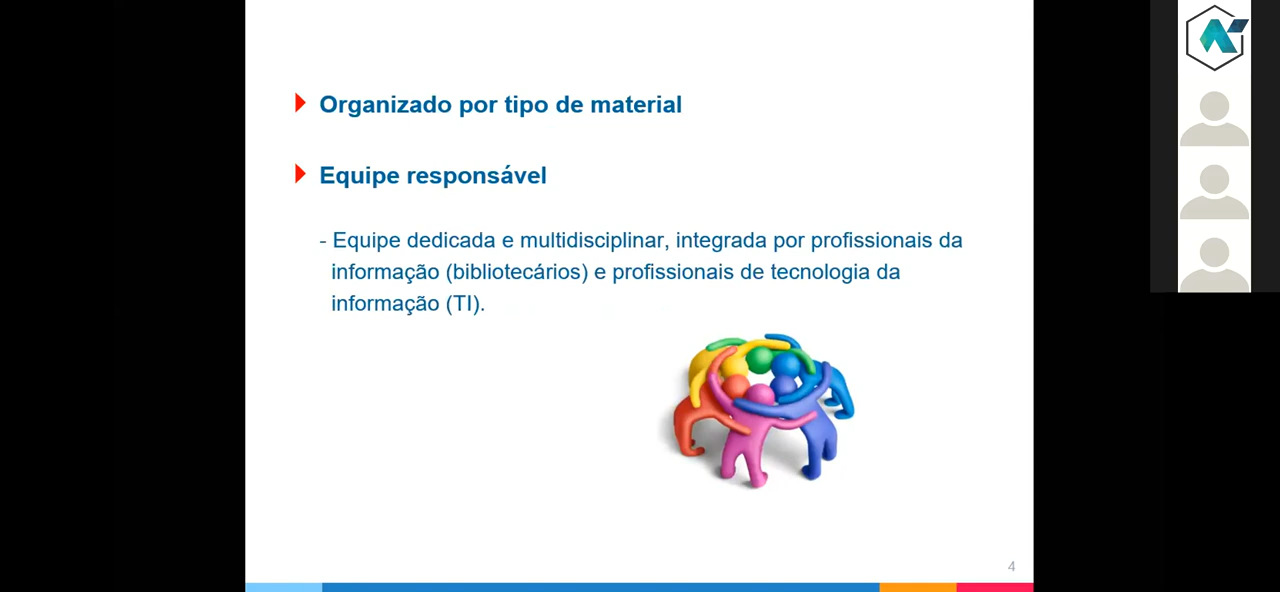 Organizado por tipo de material
Equipe responsável
- Equipe dedicada e multidisciplinar, integrada por profissionais da
informação (bibliotecários) e profissionais de tecnologia da
informação (TI).
4